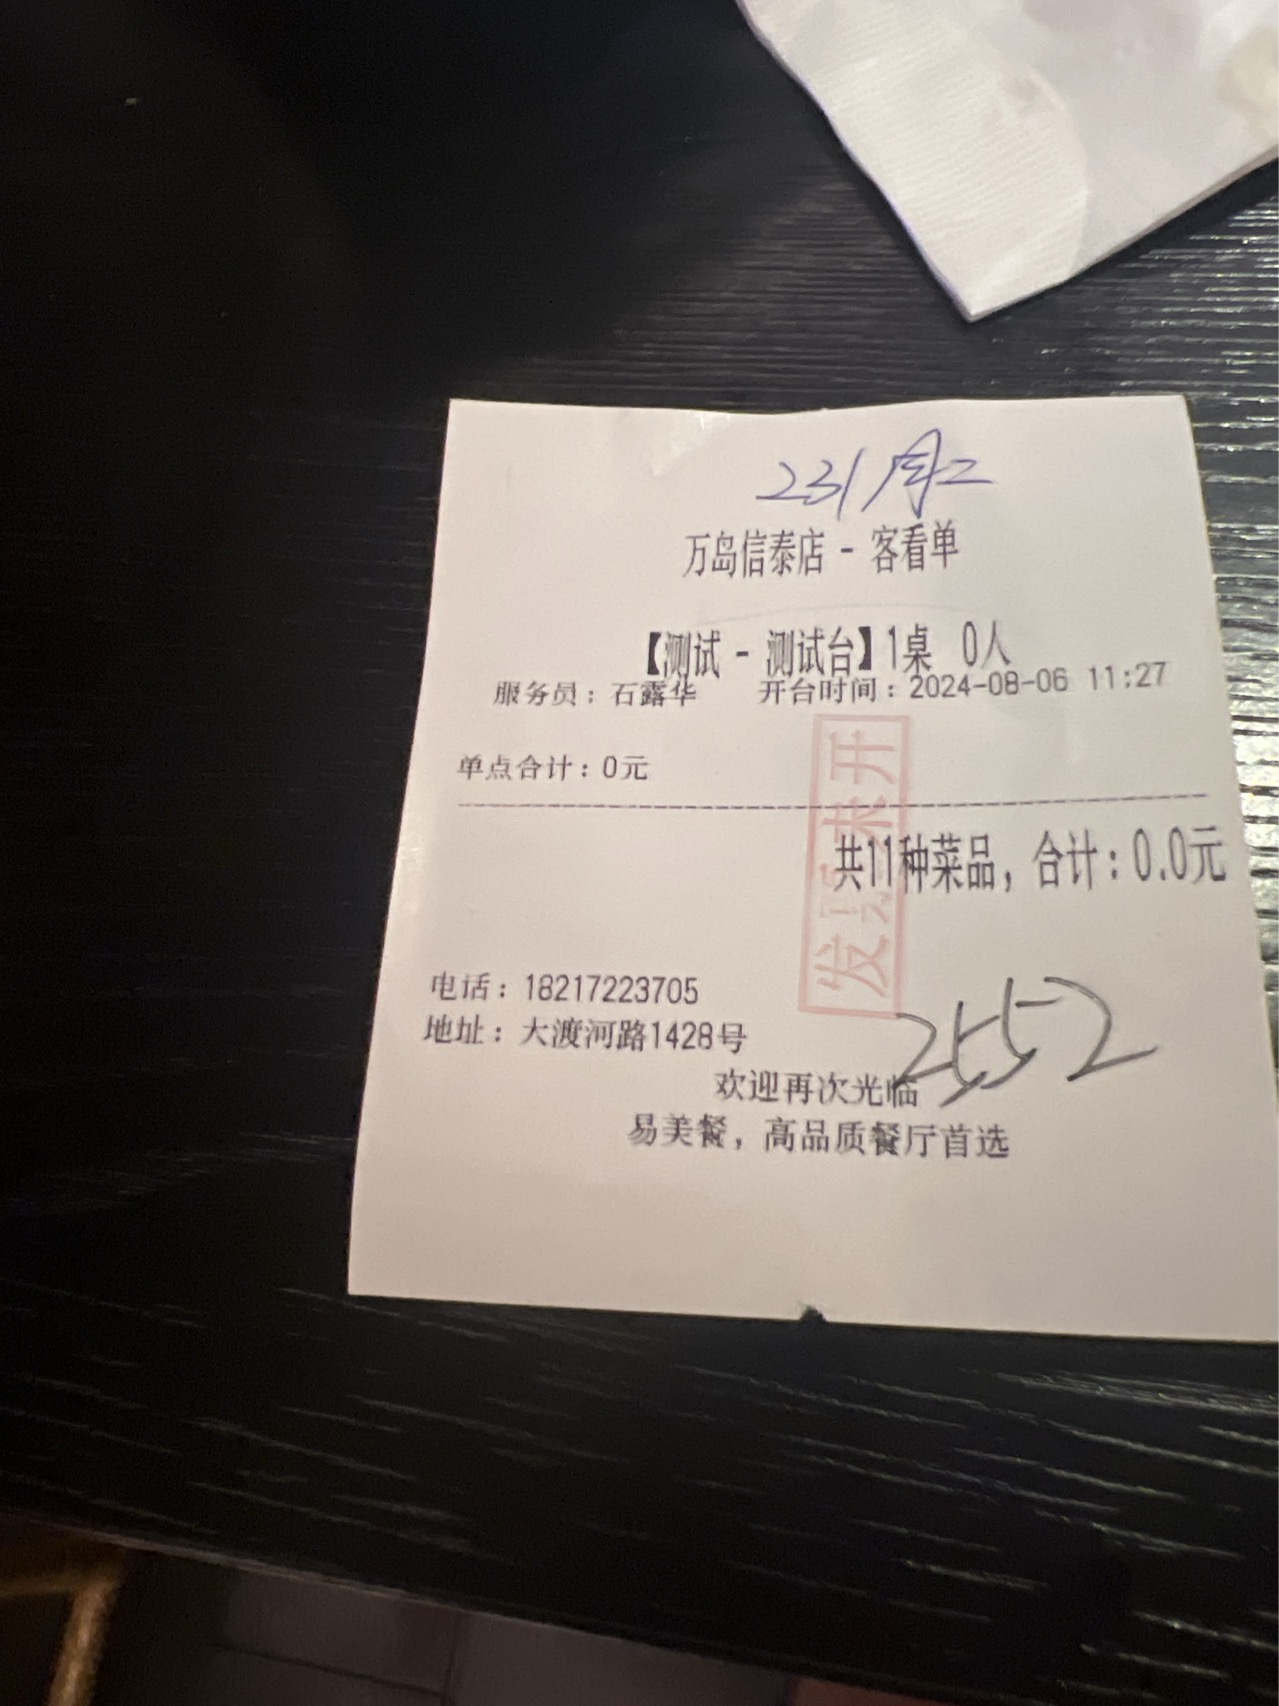 231周二
万岛信泰店 - 客看单
【测试 - 测试台】1桌 0人
服务员：石露华 开台时间：2024-08-06 11:27
单点合计：0元
共11种菜品，合计：0.0元
发票未开
电话：18217223705
地址：大渡河路1428号
2552
欢迎再次光临
易美餐，高品质餐厅首选